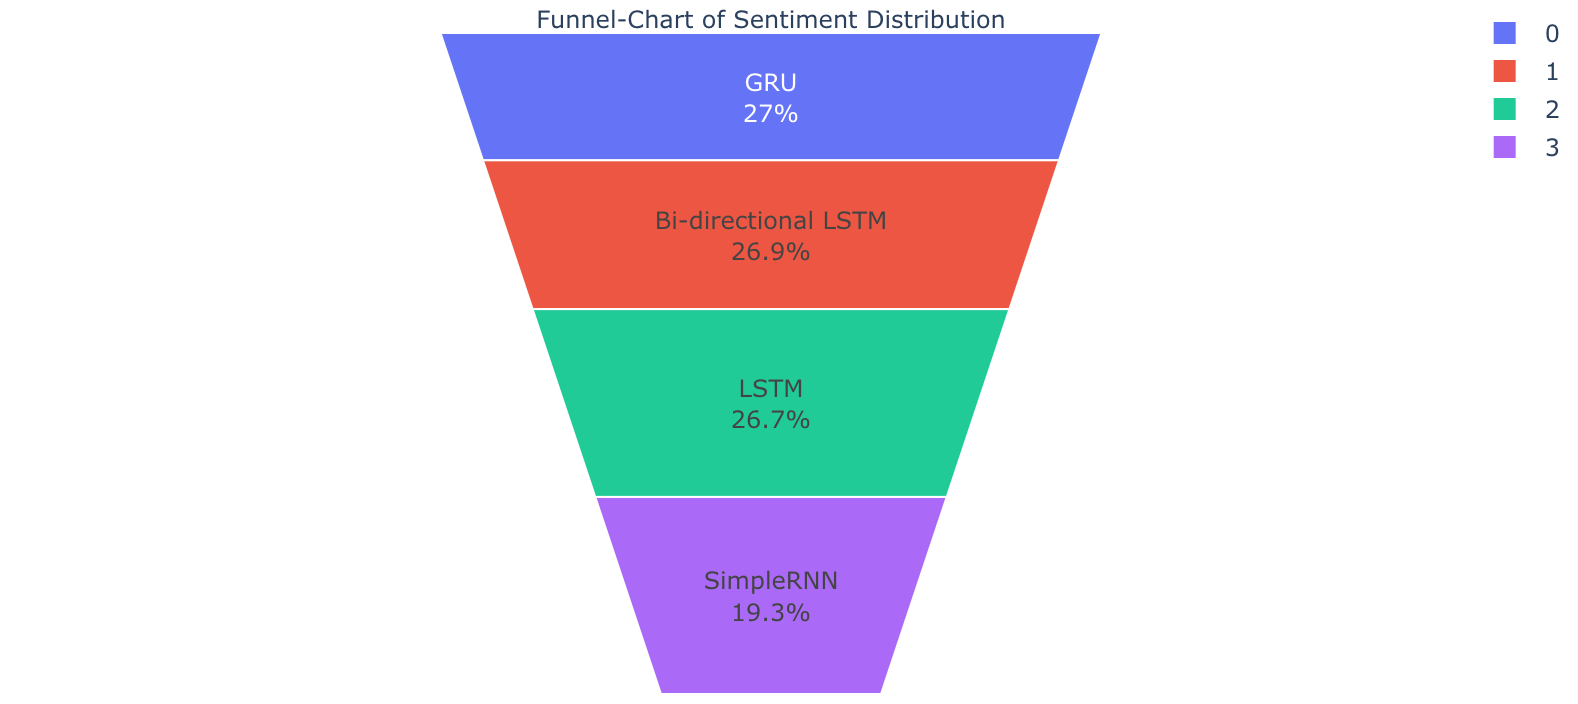 Funnel-Chart of Sentiment Distribution
GRU
27%
Bi-directional LSTM
26.9%
LSTM
26.7%
SimpleRNN
19.3%
0
1
2
3